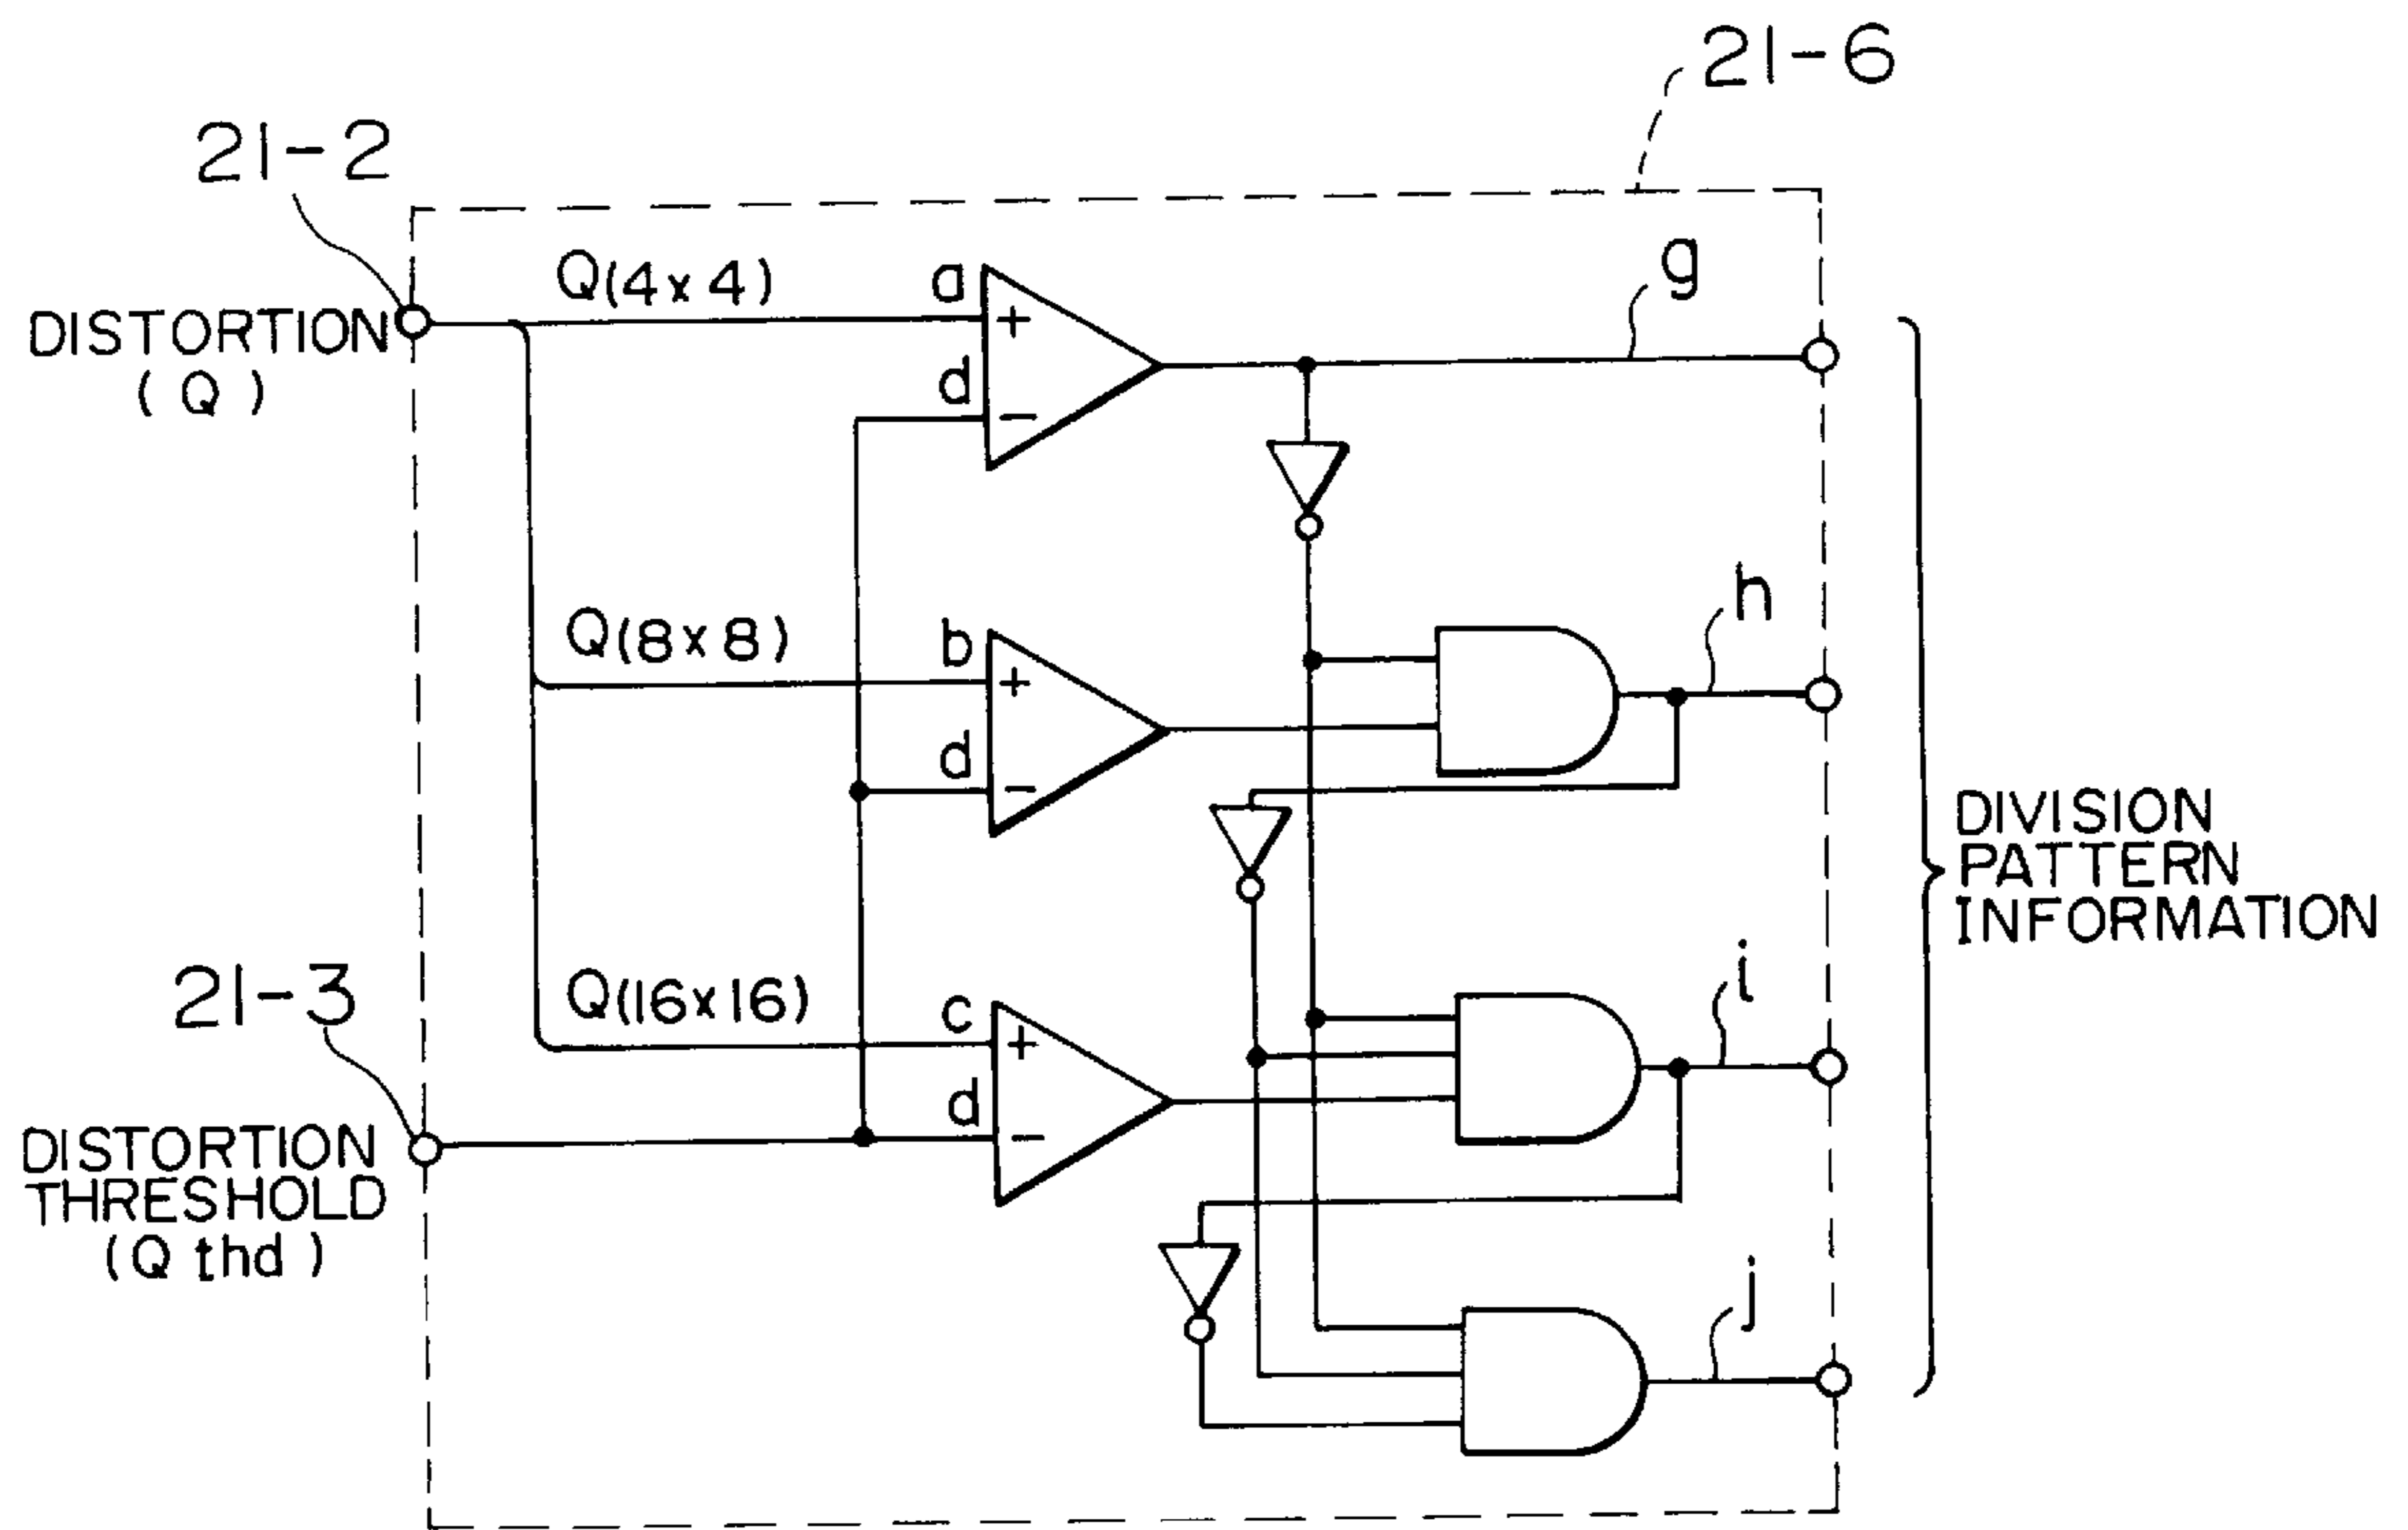 21-6
21-2
DISTORTION
(Q)
Q(4x4)
a
+
d
−
g
Q(8x8)
b
+
d
−
h
DIVISION
PATTERN
INFORMATION
21-3
Q(16x16)
c
+
d
−
i
DISTORTION
THRESHOLD
(Q thd)
j